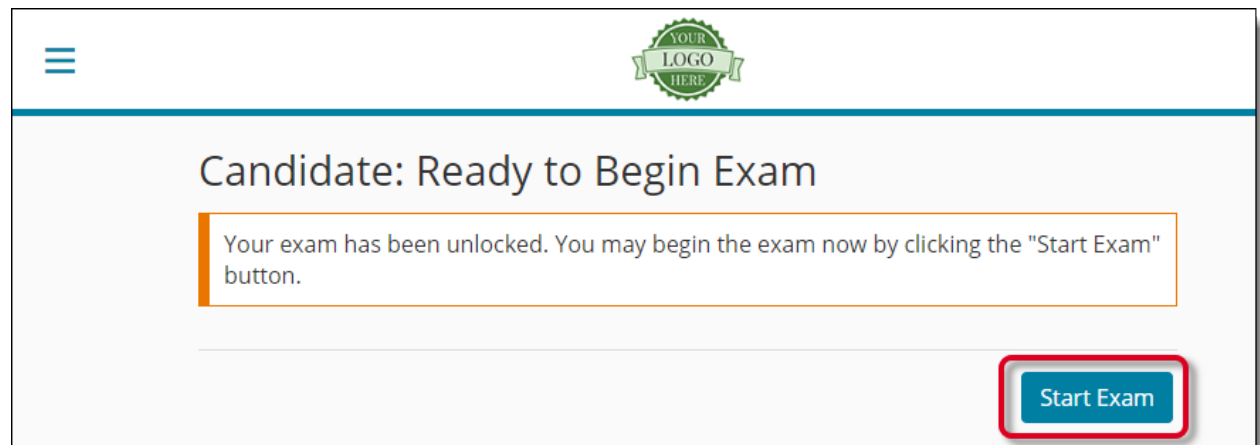 YOUR
LOGO
HERE
Candidate: Ready to Begin Exam
Your exam has been unlocked. You may begin the exam now by clicking the "Start Exam"
button.
Start Exam